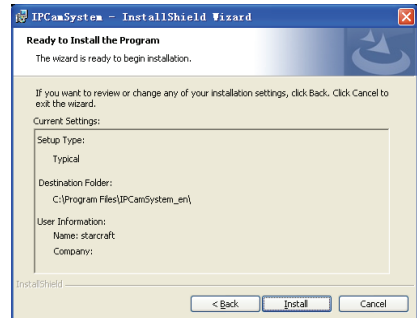 IPCamSystem - InstallShield Wizard
Ready to Install the Program
The wizard is ready to begin installation.
If you want to review or change any of your installation settings, click Back. Click Cancel to
exit the wizard.
Current Settings:
Setup Type:
Typical
Destination Folder:
C:\Program Files\IPCamSystem_en\
User Information:
Name: starcraft
Company:
InstallShield
< Back Install Cancel